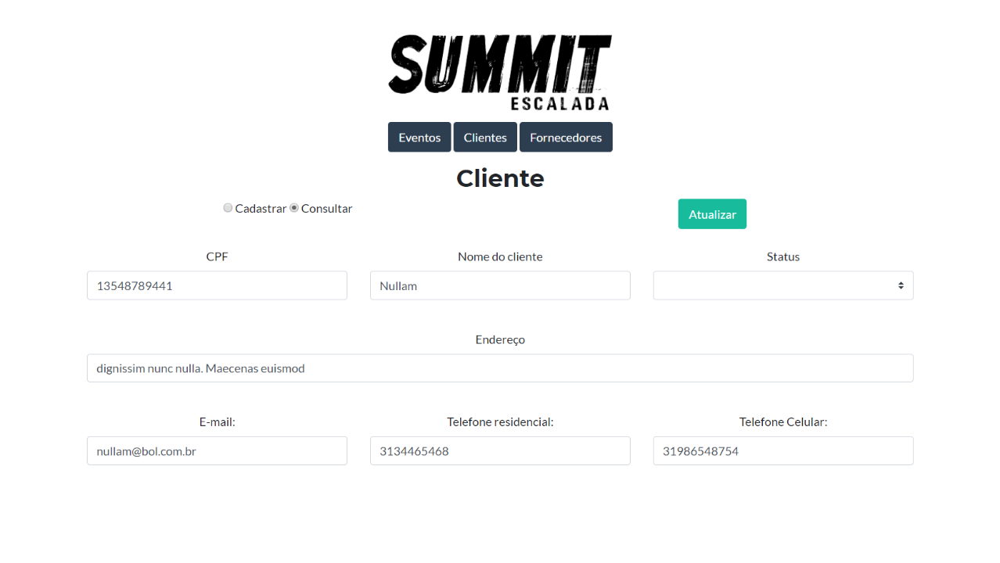 SUMMIT
ESCALADA
Eventos Clientes Fornecedores
Cliente
Cadastrar Consultar Atualizar
CPF Nome do cliente Status
13548789441 Nullam
Endereço
dignissim nunc nulla. Maecenas euismod
E-mail: Telefone residencial: Telefone Celular:
nullam@bol.com.br 3134465468 31986548754